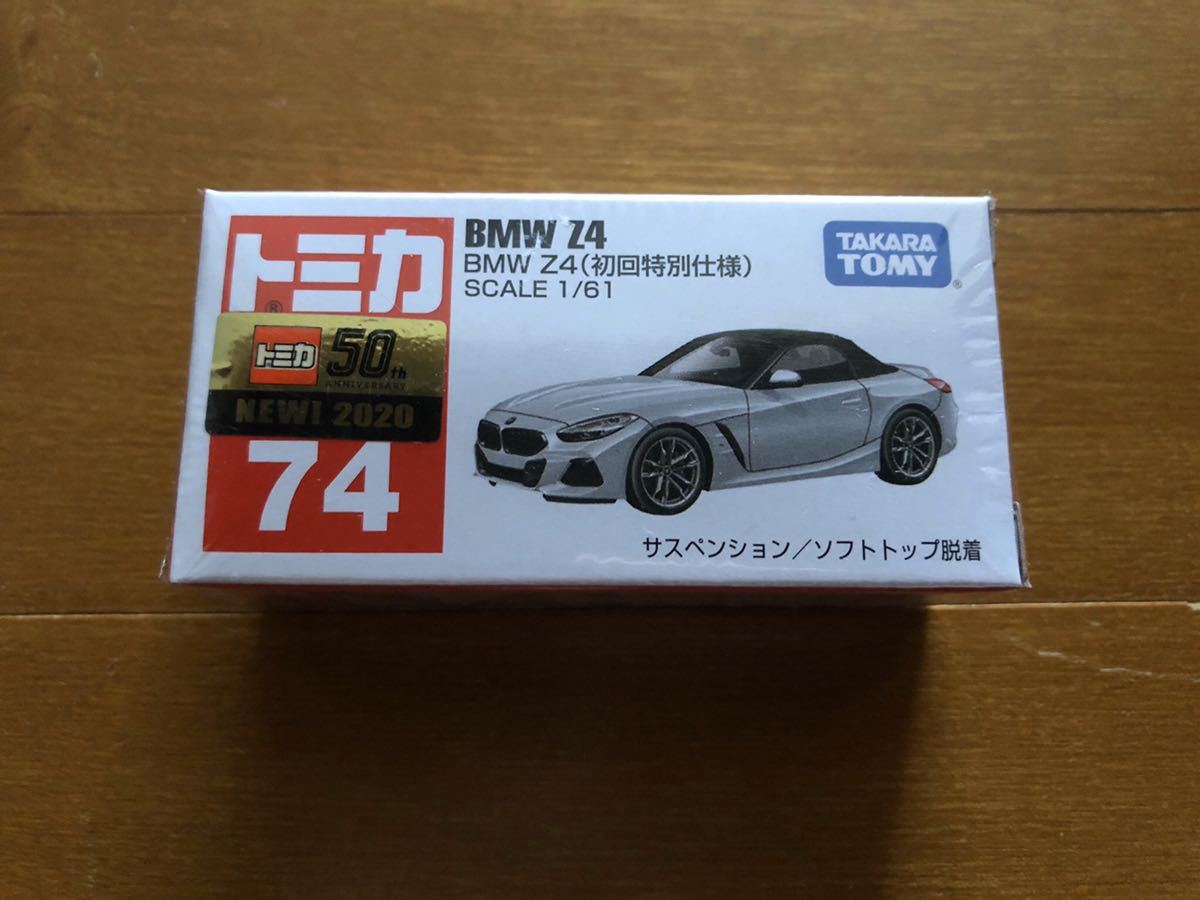 トミカ
®
トミカ 50th
ANNIVERSARY
NEW! 2020
74
BMW Z4
BMW Z4(初回特別仕様)
SCALE 1/61
TAKARA
TOMY
®
サスペンション/ソフトトップ脱着